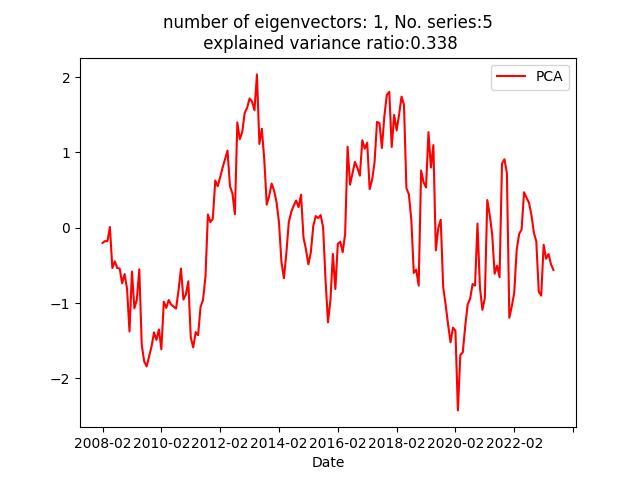 number of eigenvectors: 1, No. series:5
explained variance ratio:0.338
PCA
2
1
0
−1
−2
2008-02 2010-02 2012-02 2014-02 2016-02 2018-02 2020-02 2022-02
Date